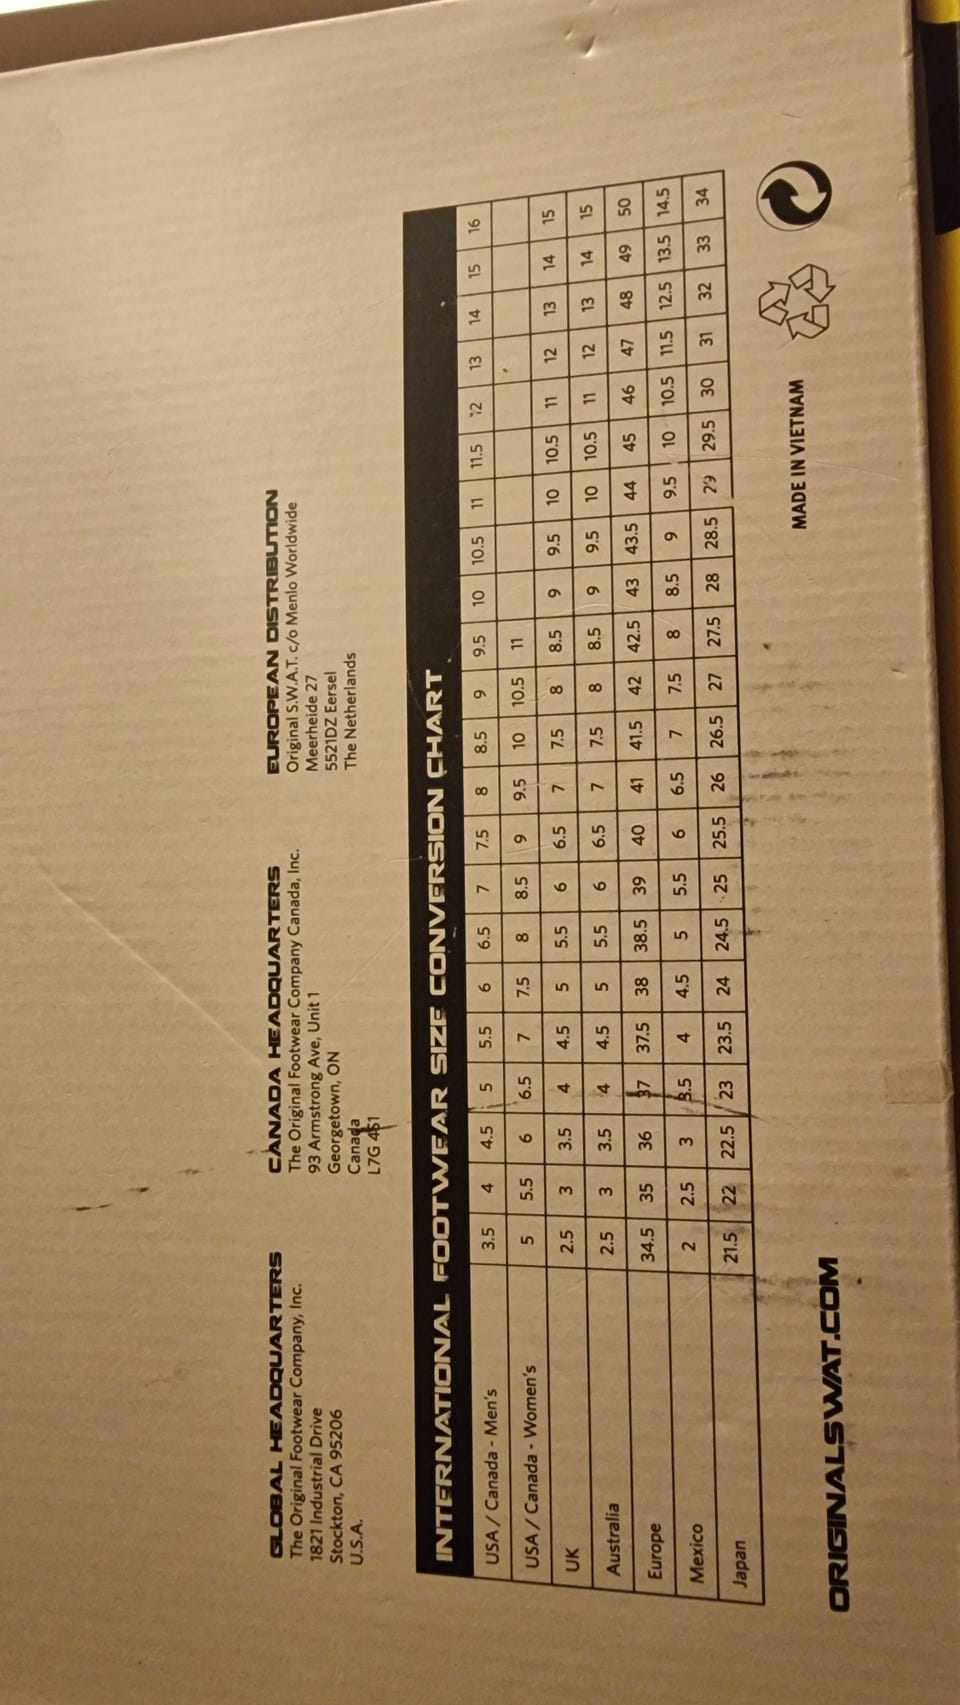 GLOBAL HEADQUARTERS
The Original Footwear Company, Inc.
1821 Industrial Drive
Stockton, CA 95206
U.S.A.
CANADA HEADQUARTERS
The Original Footwear Company Canada, Inc.
93 Armstrong Ave, Unit 1
Georgetown, ON
Canada
L7G 4S1
EUROPEAN DISTRIBUTION
Original S.W.A.T. c/o Menlo Worldwide
Meerheide 27
5521DZ Eersel
The Netherlands
INTERNATIONAL FOOTWEAR SIZE CONVERSION CHART
USA / Canada - Men's 3.5 4 4.5 5 5.5 6 6.5 7 7.5 8 8.5 9 9.5 10 10.5 11 11.5 12 13 14 15 16
USA / Canada - Women's 5 5.5 6 6.5 7 7.5 8 8.5 9 9.5 10 10.5 11
UK 2.5 3 3.5 4 4.5 5 5.5 6 6.5 7 7.5 8 8.5 9 9.5 10 10.5 11 12 13 14 15
Australia 2.5 3 3.5 4 4.5 5 5.5 6 6.5 7 7.5 8 8.5 9 9.5 10 10.5 11 12 13 14 15
Europe 34.5 35 36 37 37.5 38 38.5 39 40 41 41.5 42 42.5 43 43.5 44 45 46 47 48 49 50
Mexico 2 2.5 3 3.5 4 4.5 5 5.5 6 6.5 7 7.5 8 8.5 9 9.5 10 10.5 11.5 12.5 13.5 14.5
Japan 21.5 22 22.5 23 23.5 24 24.5 25 25.5 26 26.5 27 27.5 28 28.5 29 29.5 30 31 32 33 34
MADE IN VIETNAM
ORIGINALSWAT.COM